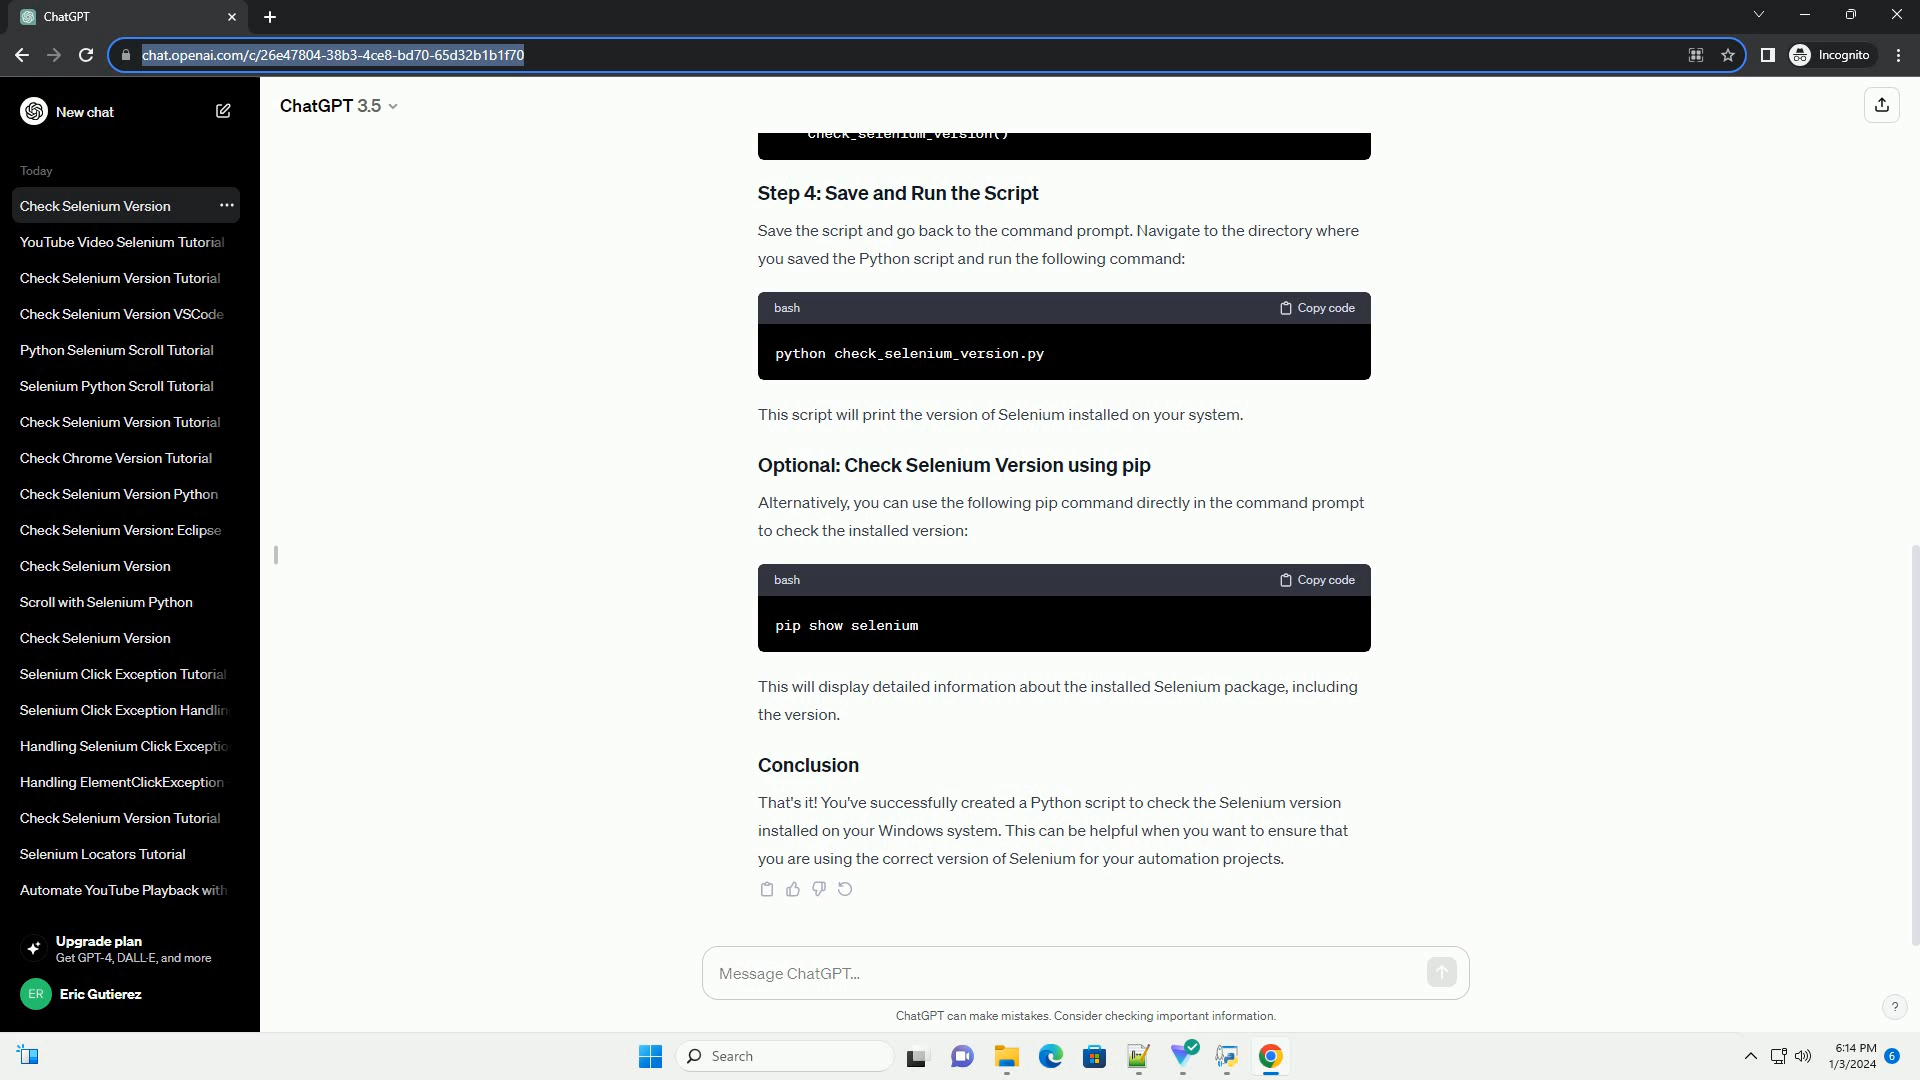 ChatGPT
chat.openai.com/c/26e47804-38b3-4ce8-bd70-65d32b1b1f70
Incognito
New chat
Today
Check Selenium Version
YouTube Video Selenium Tutorial
Check Selenium Version Tutorial
Check Selenium Version VSCode
Python Selenium Scroll Tutorial
Selenium Python Scroll Tutorial
Check Selenium Version Tutorial
Check Chrome Version Tutorial
Check Selenium Version Python
Check Selenium Version: Eclipse
Check Selenium Version
Scroll with Selenium Python
Check Selenium Version
Selenium Click Exception Tutorial
Selenium Click Exception Handlin
Handling Selenium Click Exceptio
Handling ElementClickException
Check Selenium Version Tutorial
Selenium Locators Tutorial
Automate YouTube Playback with
Upgrade plan
Get GPT-4, DALL·E, and more
ER
Eric Gutierez
ChatGPT 3.5
check_selenium_version()
Step 4: Save and Run the Script
Save the script and go back to the command prompt. Navigate to the directory where
you saved the Python script and run the following command:
bash
Copy code
python check_selenium_version.py
This script will print the version of Selenium installed on your system.
Optional: Check Selenium Version using pip
Alternatively, you can use the following pip command directly in the command prompt
to check the installed version:
bash
Copy code
pip show selenium
This will display detailed information about the installed Selenium package, including
the version.
Conclusion
That's it! You've successfully created a Python script to check the Selenium version
installed on your Windows system. This can be helpful when you want to ensure that
you are using the correct version of Selenium for your automation projects.
Message ChatGPT...
ChatGPT can make mistakes. Consider checking important information.
?
Search
6:14 PM
1/3/2024
6